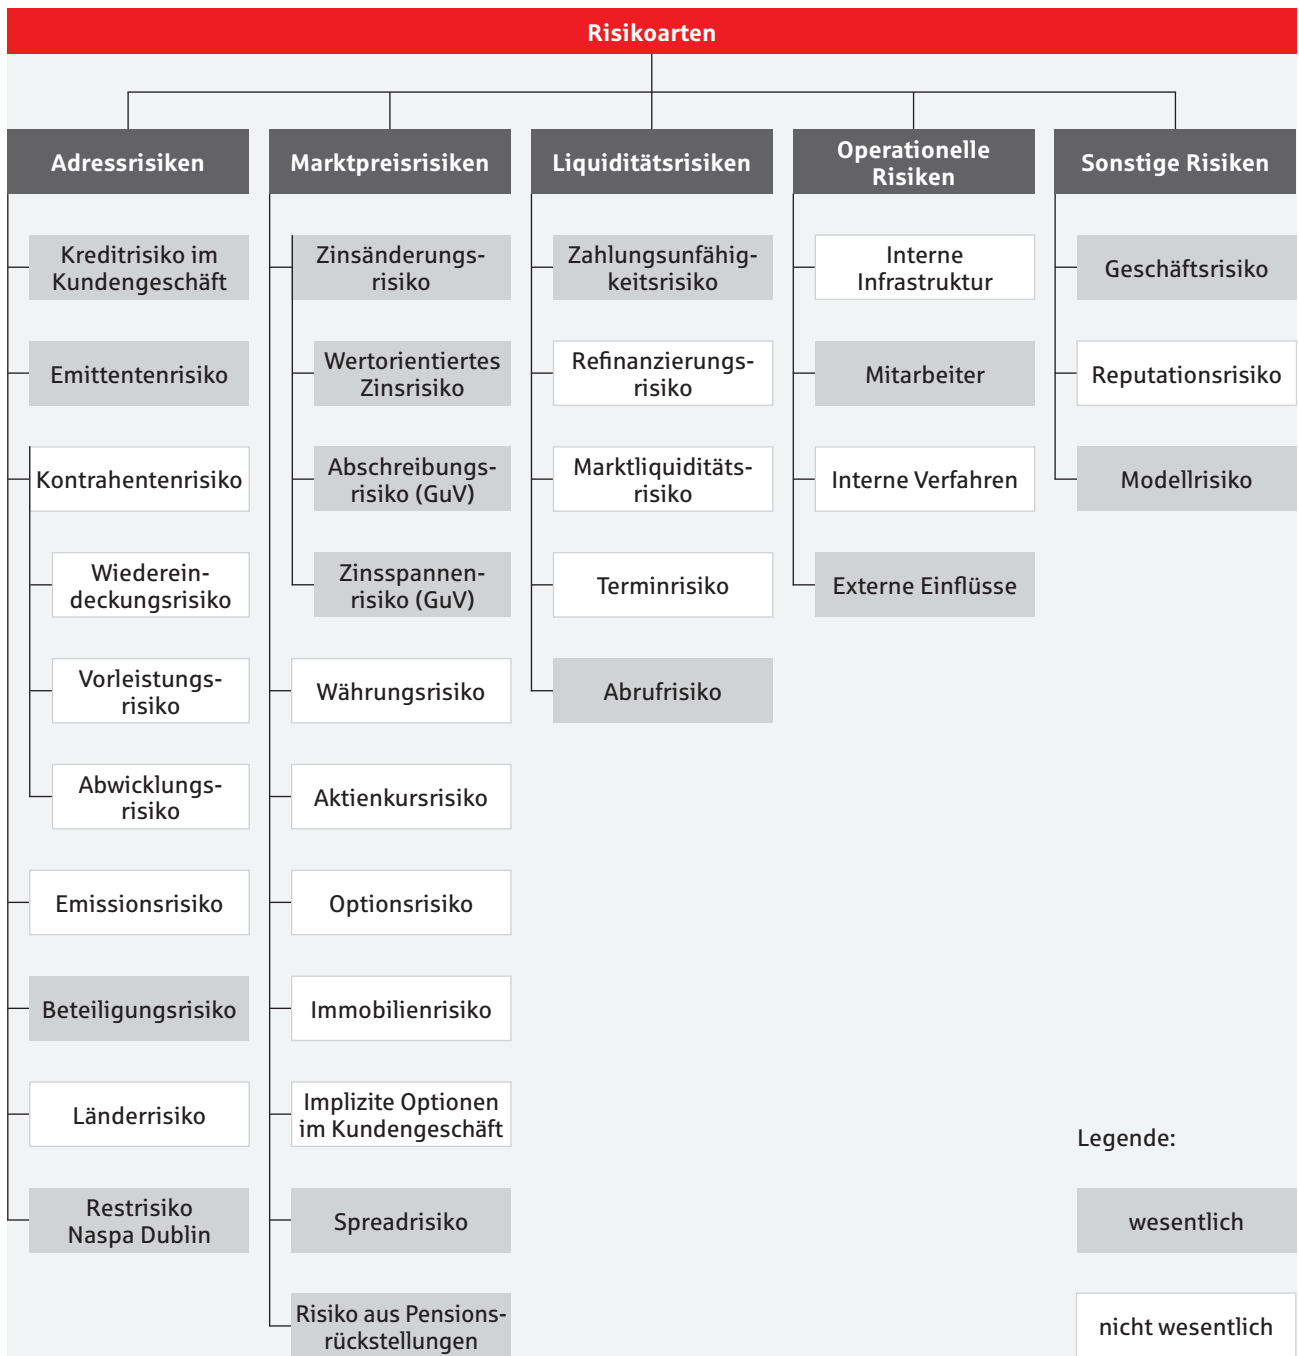 Risikoarten
Adressrisiken
Kreditrisiko im
Kundengeschäft
Emittentenrisiko
Kontrahentenrisiko
Wiederein-
deckungsrisiko
Vorleistungs-
risiko
Abwicklungs-
risiko
Emissionsrisiko
Beteiligungsrisiko
Länderrisiko
Restrisiko
Naspa Dublin
Marktpreisrisiken
Zinsänderungs-
risiko
Wertorientiertes
Zinsrisiko
Abschreibungs-
risiko (GuV)
Zinsspannen-
risiko (GuV)
Währungsrisiko
Aktienkursrisiko
Optionsrisiko
Immobilienrisiko
Implizite Optionen
im Kundengeschäft
Spreadrisiko
Risiko aus Pensions-
rückstellungen
Liquiditätsrisiken
Zahlungsunfähig-
keitsrisiko
Refinanzierungs-
risiko
Marktliquiditäts-
risiko
Terminrisiko
Abrufrisiko
Operationelle
Risiken
Interne
Infrastruktur
Mitarbeiter
Interne Verfahren
Externe Einflüsse
Sonstige Risiken
Geschäftsrisiko
Reputationsrisiko
Modellrisiko
Legende:
wesentlich
nicht wesentlich